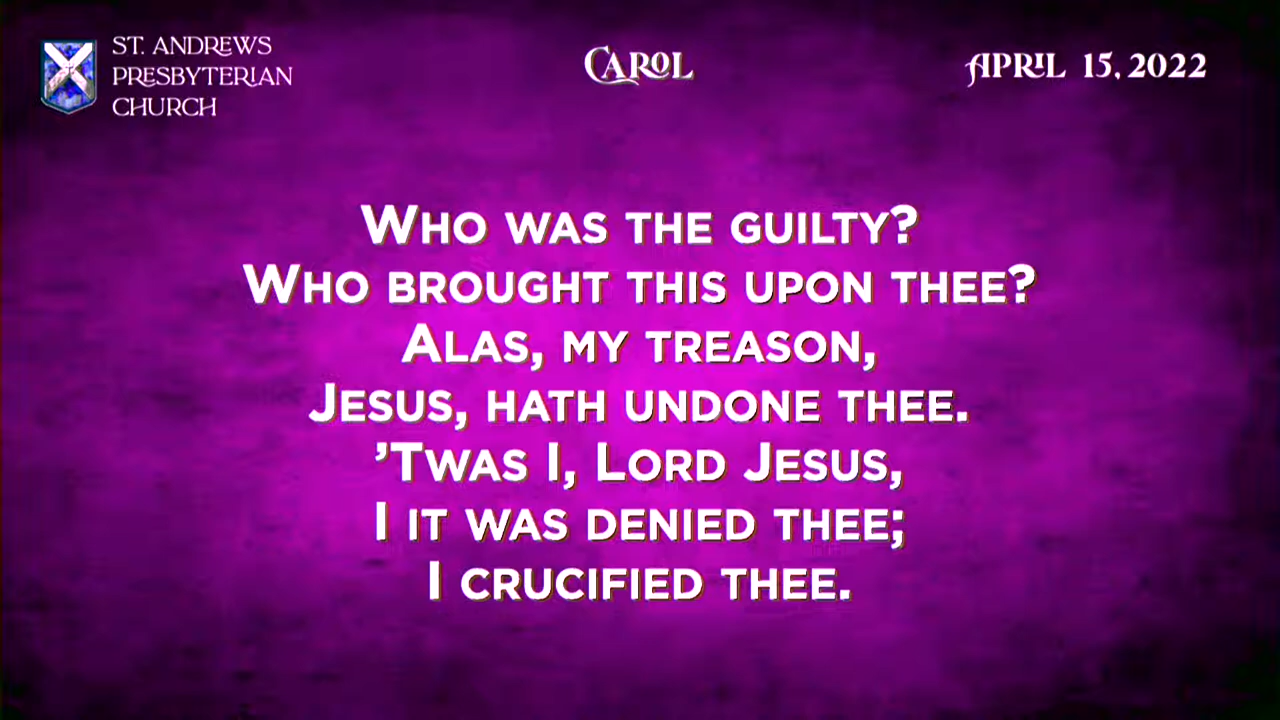 ST. ANDREWS
PRESBYTERIAN
CHURCH
CAROL
APRIL 15, 2022
WHO WAS THE GUILTY?
WHO BROUGHT THIS UPON THEE?
ALAS, MY TREASON,
JESUS, HATH UNDONE THEE.
’TWAS I, LORD JESUS,
I IT WAS DENIED THEE;
I CRUCIFIED THEE.